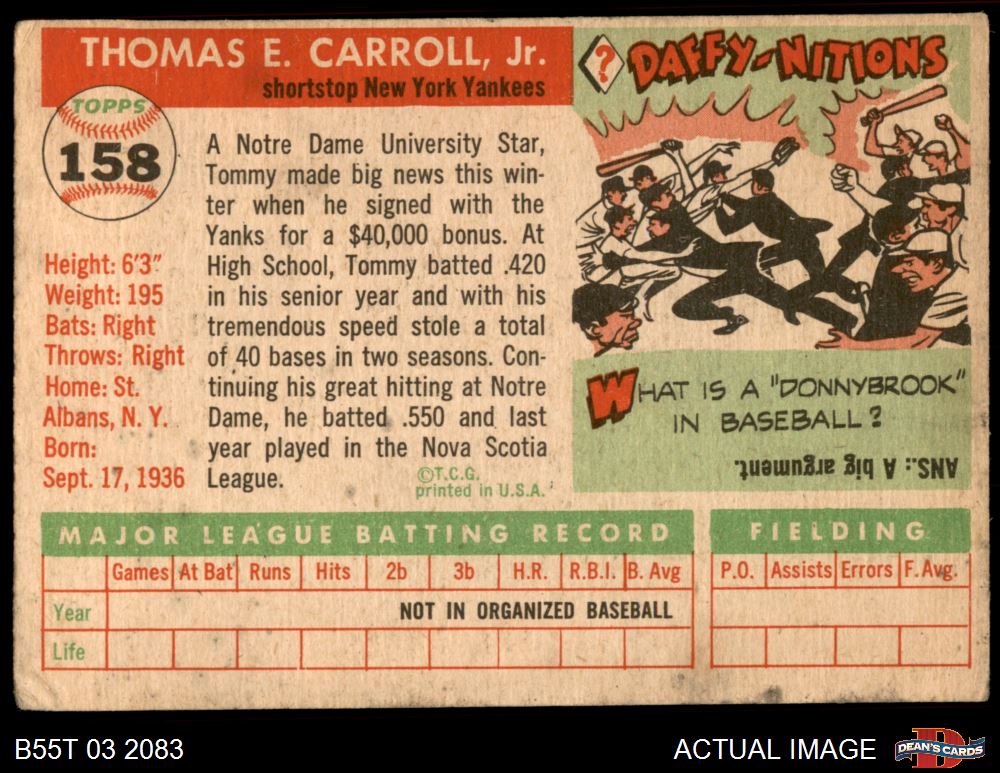 THOMAS E. CARROLL, Jr.
shortstop New York Yankees
TOPPS
158
Height: 6'3"
Weight: 195
Bats: Right
Throws: Right
Home: St.
Albans, N. Y.
Born:
Sept. 17, 1936
A Notre Dame University Star,
Tommy made big news this win-
ter when he signed with the
Yanks for a $40,000 bonus. At
High School, Tommy batted .420
in his senior year and with his
tremendous speed stole a total
of 40 bases in two seasons. Con-
tinuing his great hitting at Notre
Dame, he batted .550 and last
year played in the Nova Scotia
League.
©T.C.G.
printed in U.S.A.
? DAFFY-NITIONS
WHAT IS A "DONNYBROOK"
IN BASEBALL?
ANS.: A big argument.
MAJOR LEAGUE BATTING RECORD
Games At Bat Runs Hits 2b 3b H.R. R.B.I. B. Avg
Year NOT IN ORGANIZED BASEBALL
Life
FIELDING
P.O. Assists Errors F. Avg.
B55T 03 2083
ACTUAL IMAGE
D
DEAN'S CARDS